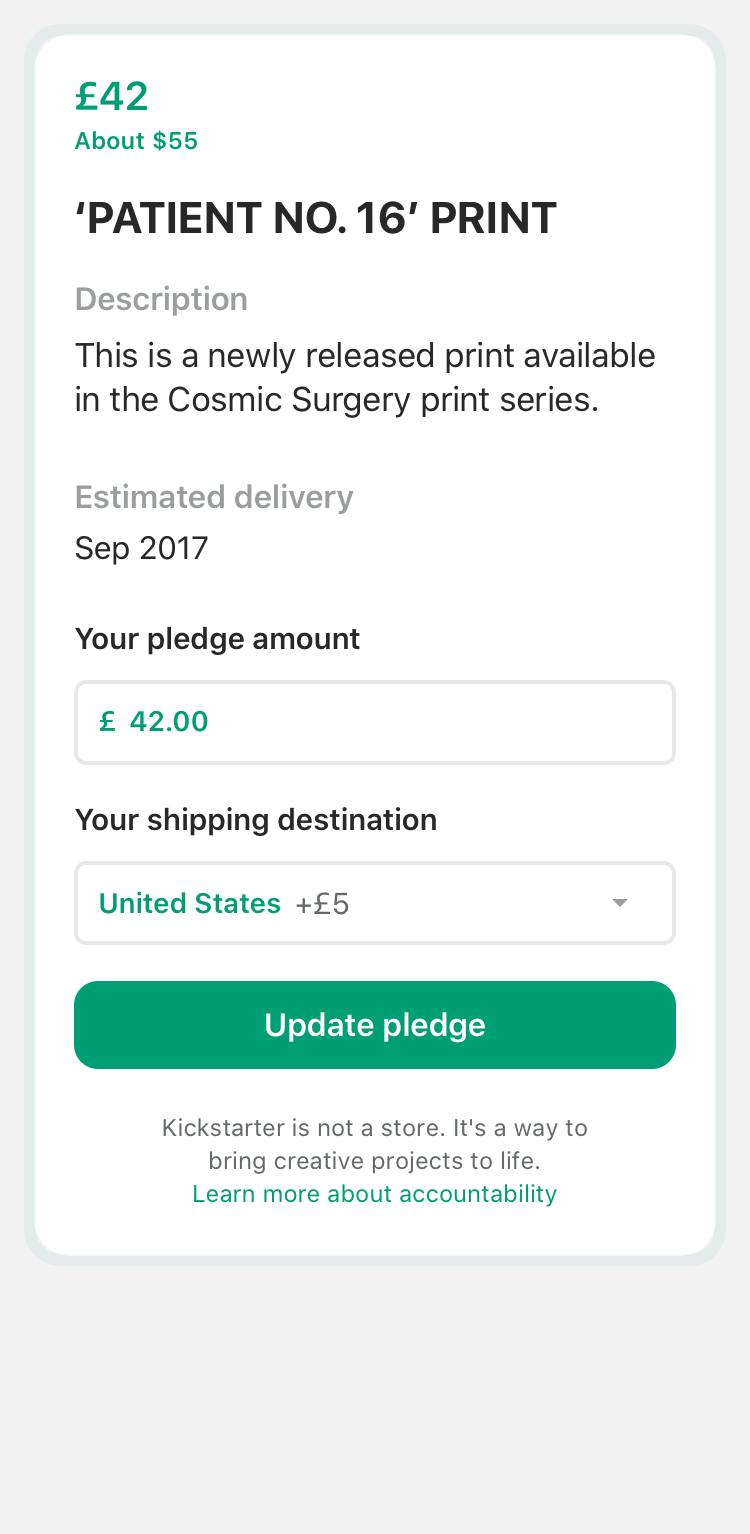 £42
About $55
‘PATIENT NO. 16’ PRINT
Description
This is a newly released print available
in the Cosmic Surgery print series.
Estimated delivery
Sep 2017
Your pledge amount
£ 42.00
Your shipping destination
United States +£5
Update pledge
Kickstarter is not a store. It's a way to
bring creative projects to life.
Learn more about accountability